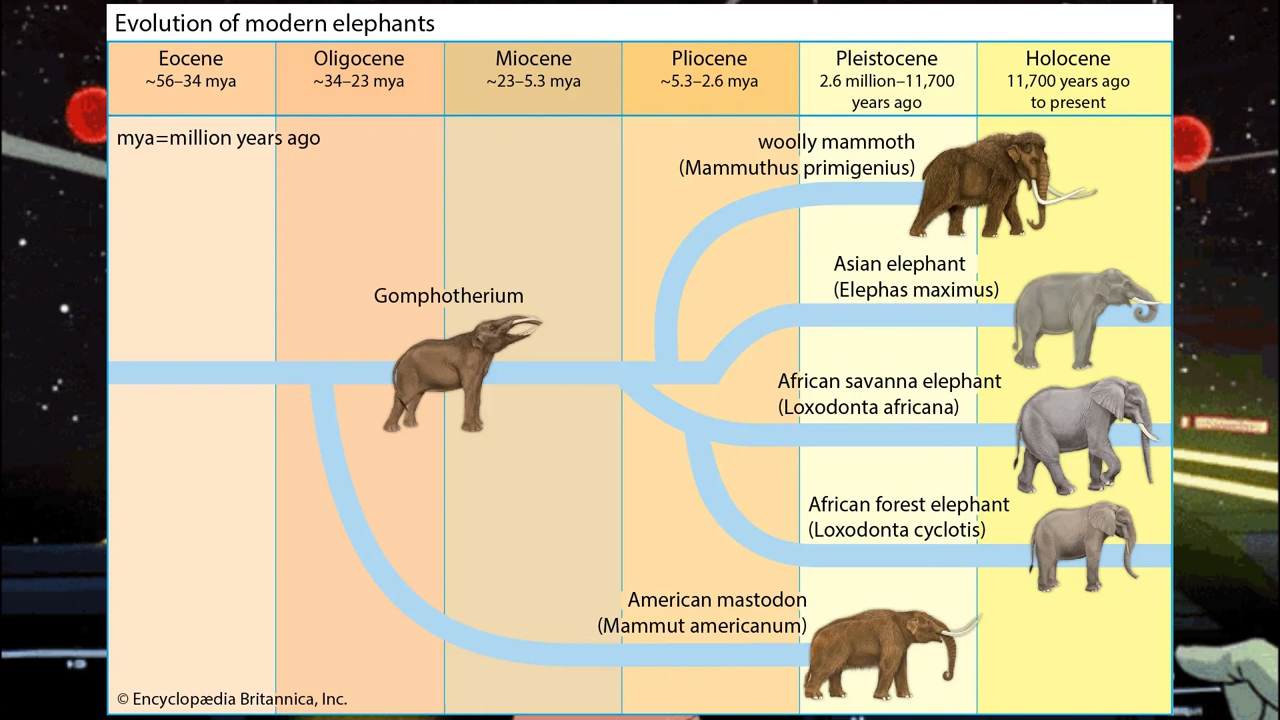 Evolution of modern elephants
Eocene
~56–34 mya
Oligocene
~34–23 mya
Miocene
~23–5.3 mya
Pliocene
~5.3–2.6 mya
Pleistocene
2.6 million–11,700
years ago
Holocene
11,700 years ago
to present
mya=million years ago
woolly mammoth
(Mammuthus primigenius)
Asian elephant
(Elephas maximus)
Gomphotherium
African savanna elephant
(Loxodonta africana)
African forest elephant
(Loxodonta cyclotis)
American mastodon
(Mammut americanum)
© Encyclopædia Britannica, Inc.